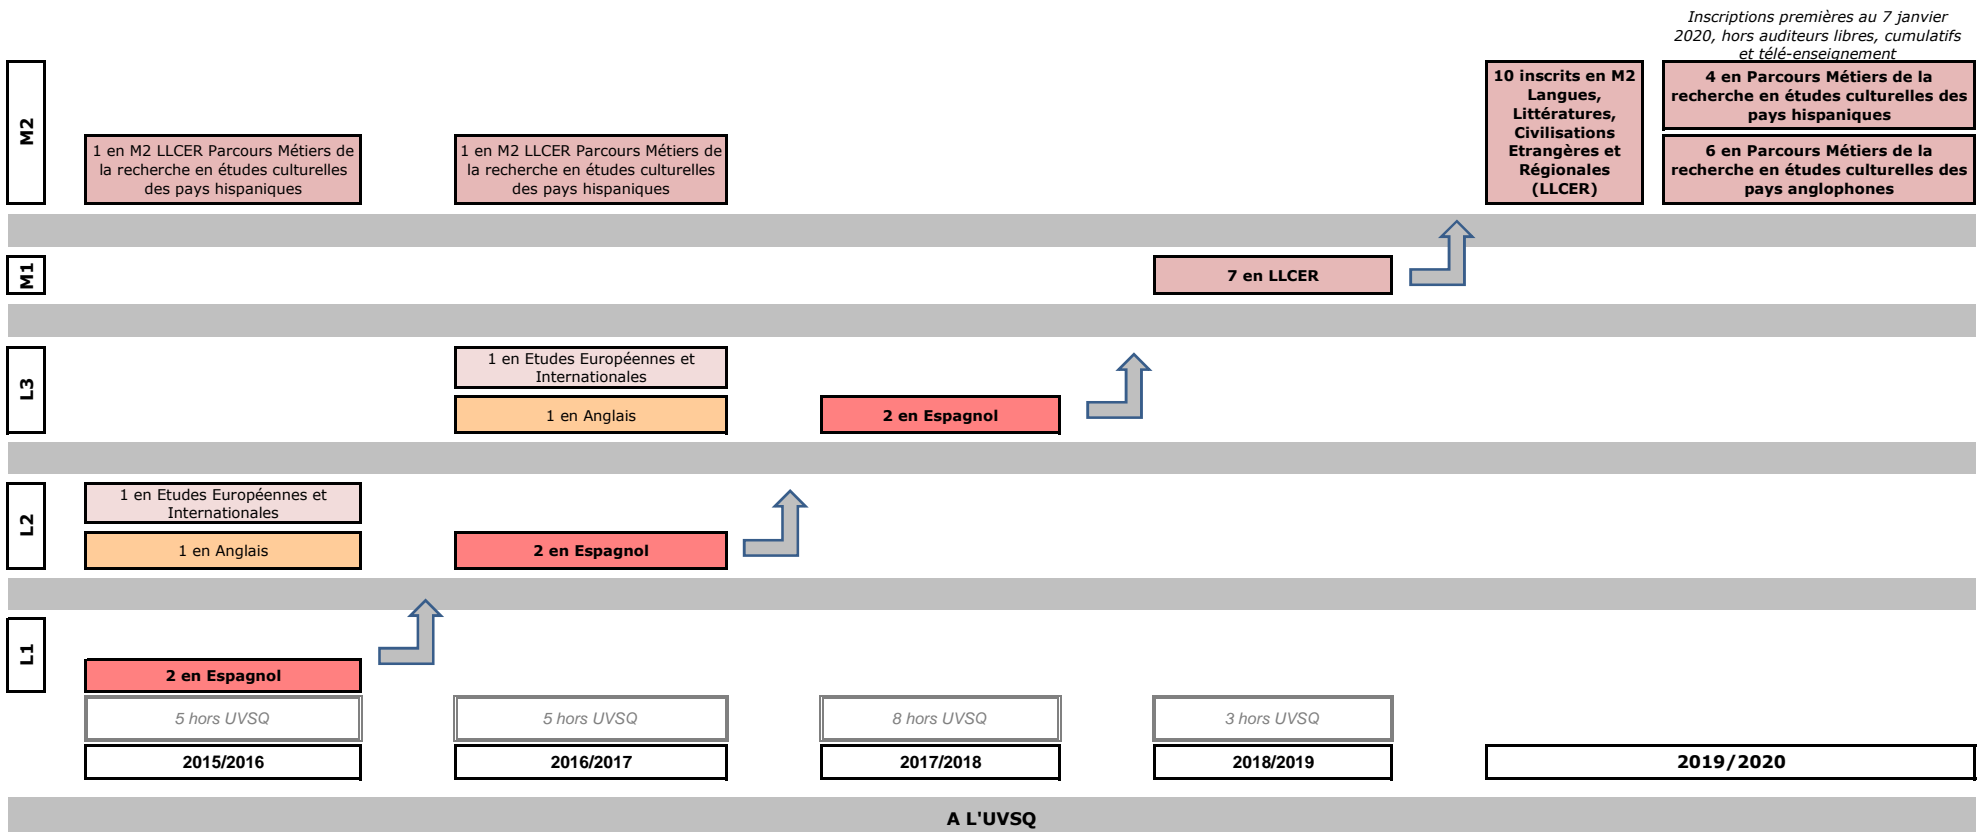 Inscriptions premières au 7 janvier
2020, hors auditeurs libres, cumulatifs
et télé-enseignement
M2
1 en M2 LLCER Parcours Métiers de
la recherche en études culturelles
des pays hispaniques
1 en M2 LLCER Parcours Métiers de
la recherche en études culturelles
des pays hispaniques
10 inscrits en M2
Langues,
Littératures,
Civilisations
Etrangères et
Régionales
(LLCER)
4 en Parcours Métiers de la
recherche en études culturelles des
pays hispaniques
6 en Parcours Métiers de la
recherche en études culturelles des
pays anglophones
M1
7 en LLCER
L3
1 en Etudes Européennes et
Internationales
1 en Anglais
2 en Espagnol
L2
1 en Etudes Européennes et
Internationales
1 en Anglais
2 en Espagnol
L1
2 en Espagnol
5 hors UVSQ
5 hors UVSQ
8 hors UVSQ
3 hors UVSQ
2015/2016
2016/2017
2017/2018
2018/2019
2019/2020
A L'UVSQ